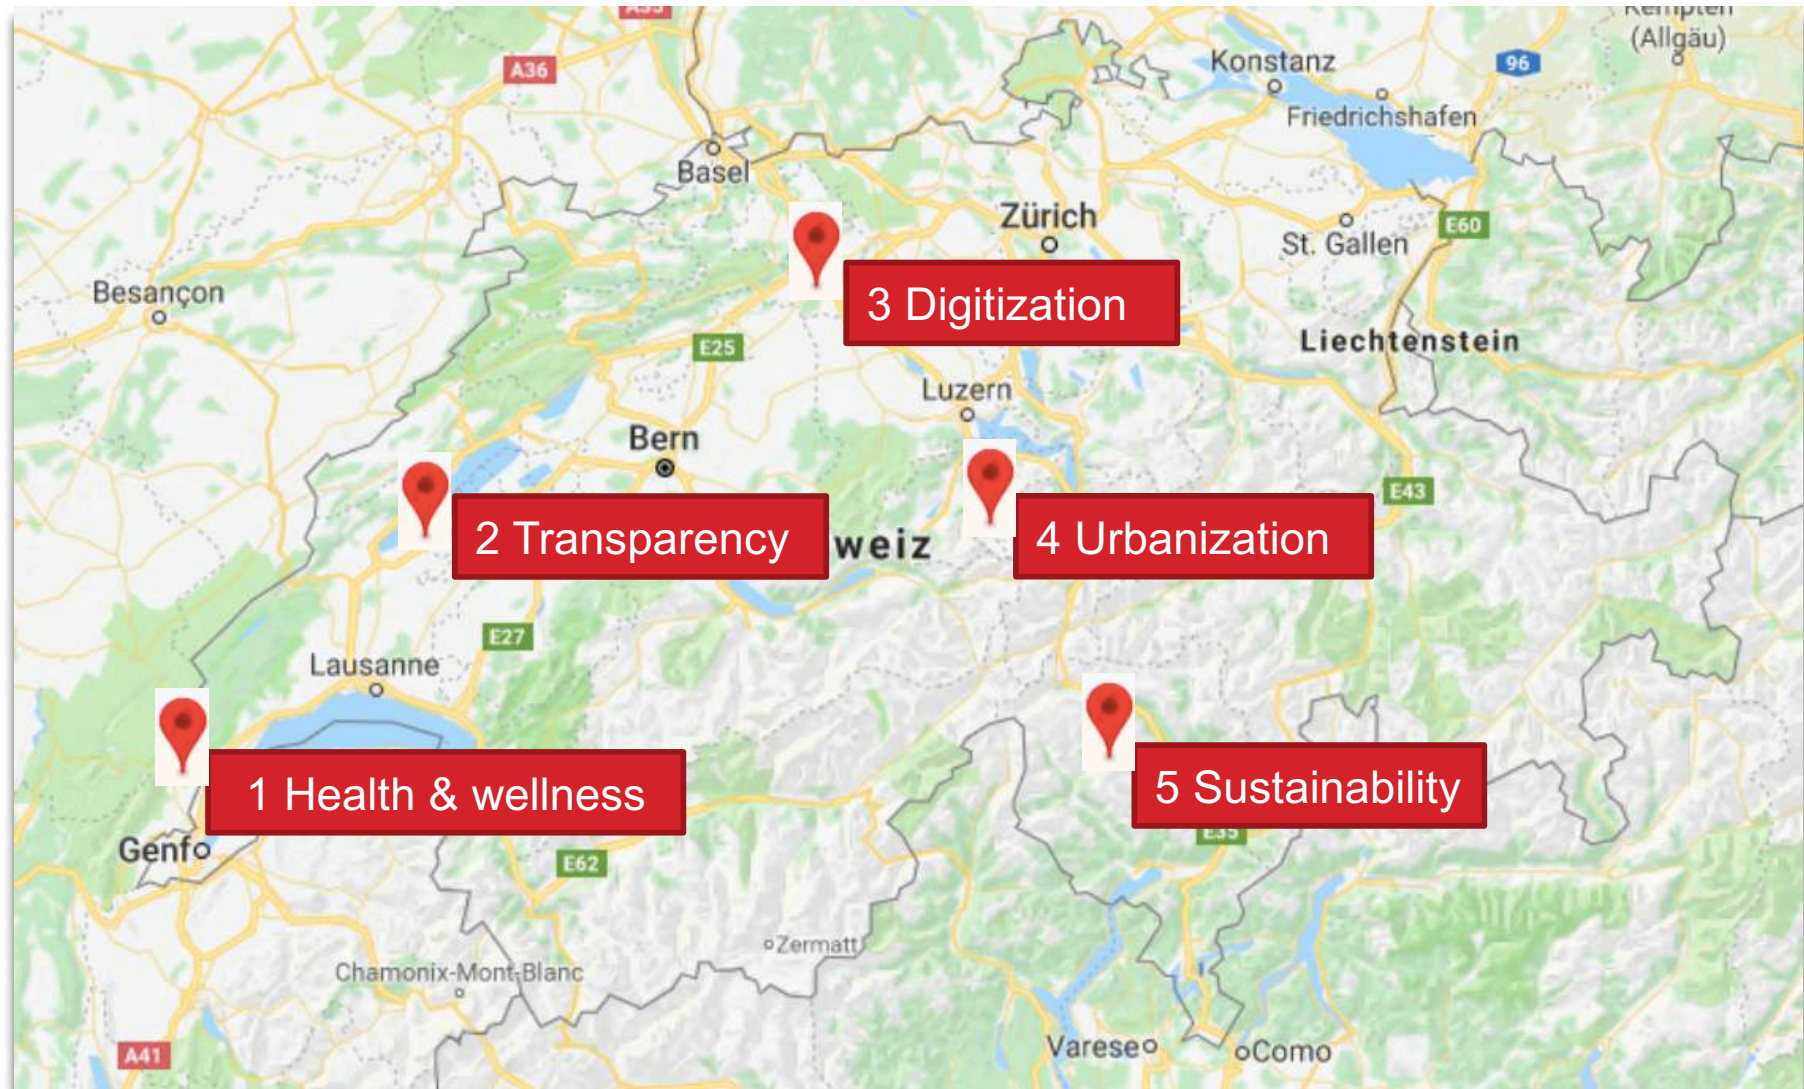 A35
Kempten
(Allgäu)
A36
Konstanz
96
Friedrichshafen
Basel
Zürich
St. Gallen
E60
Besançon
3 Digitization
E25
Liechtenstein
Luzern
Bern
E43
2 Transparency
weiz
4 Urbanization
E27
Lausanne
1 Health & wellness
5 Sustainability
E35
Genf
E62
Zermatt
Chamonix-Mont-Blanc
A41
Varese
Como